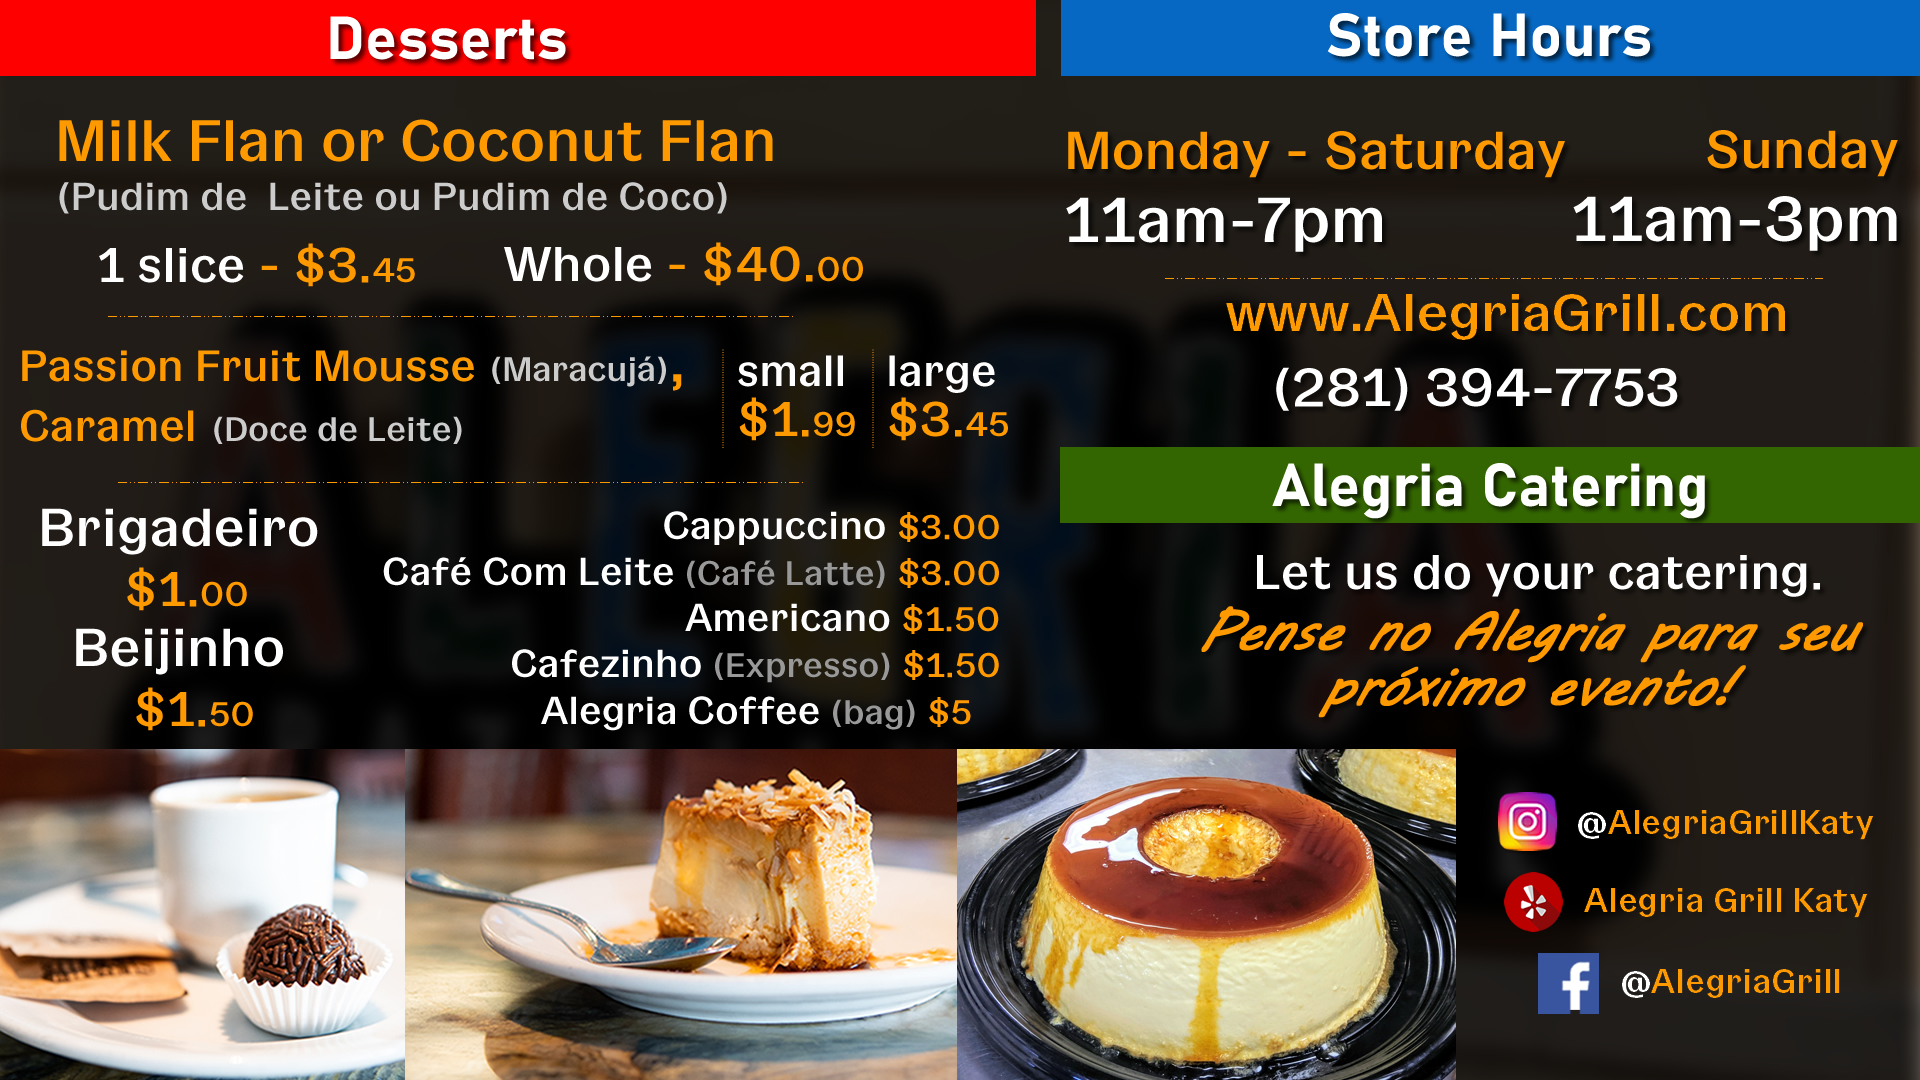 Desserts
Milk Flan or Coconut Flan
(Pudim de Leite ou Pudim de Coco)
1 slice - $3.45 Whole - $40.00
Passion Fruit Mousse (Maracujá),
Caramel (Doce de Leite)
small large
$1.99 $3.45
Brigadeiro
$1.00
Beijinho
$1.50
Cappuccino $3.00
Café Com Leite (Café Latte) $3.00
Americano $1.50
Cafezinho (Expresso) $1.50
Alegria Coffee (bag) $5
Store Hours
Monday - Saturday Sunday
11am-7pm 11am-3pm
www.AlegriaGrill.com
(281) 394-7753
Alegria Catering
Let us do your catering.
Pense no Alegria para seu
próximo evento!
@AlegriaGrillKaty
Alegria Grill Katy
@AlegriaGrill